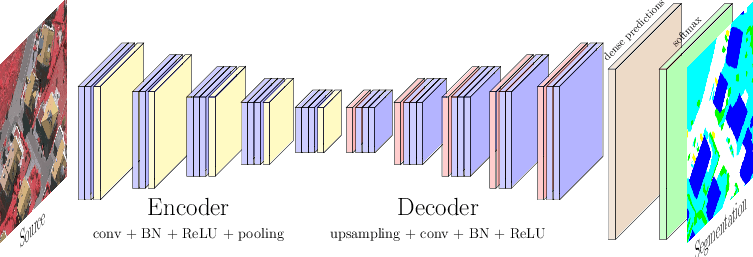 dense predictions
softmax
Source
Encoder
conv + BN + ReLU + pooling
Decoder
upsampling + conv + BN + ReLU
Segmentation